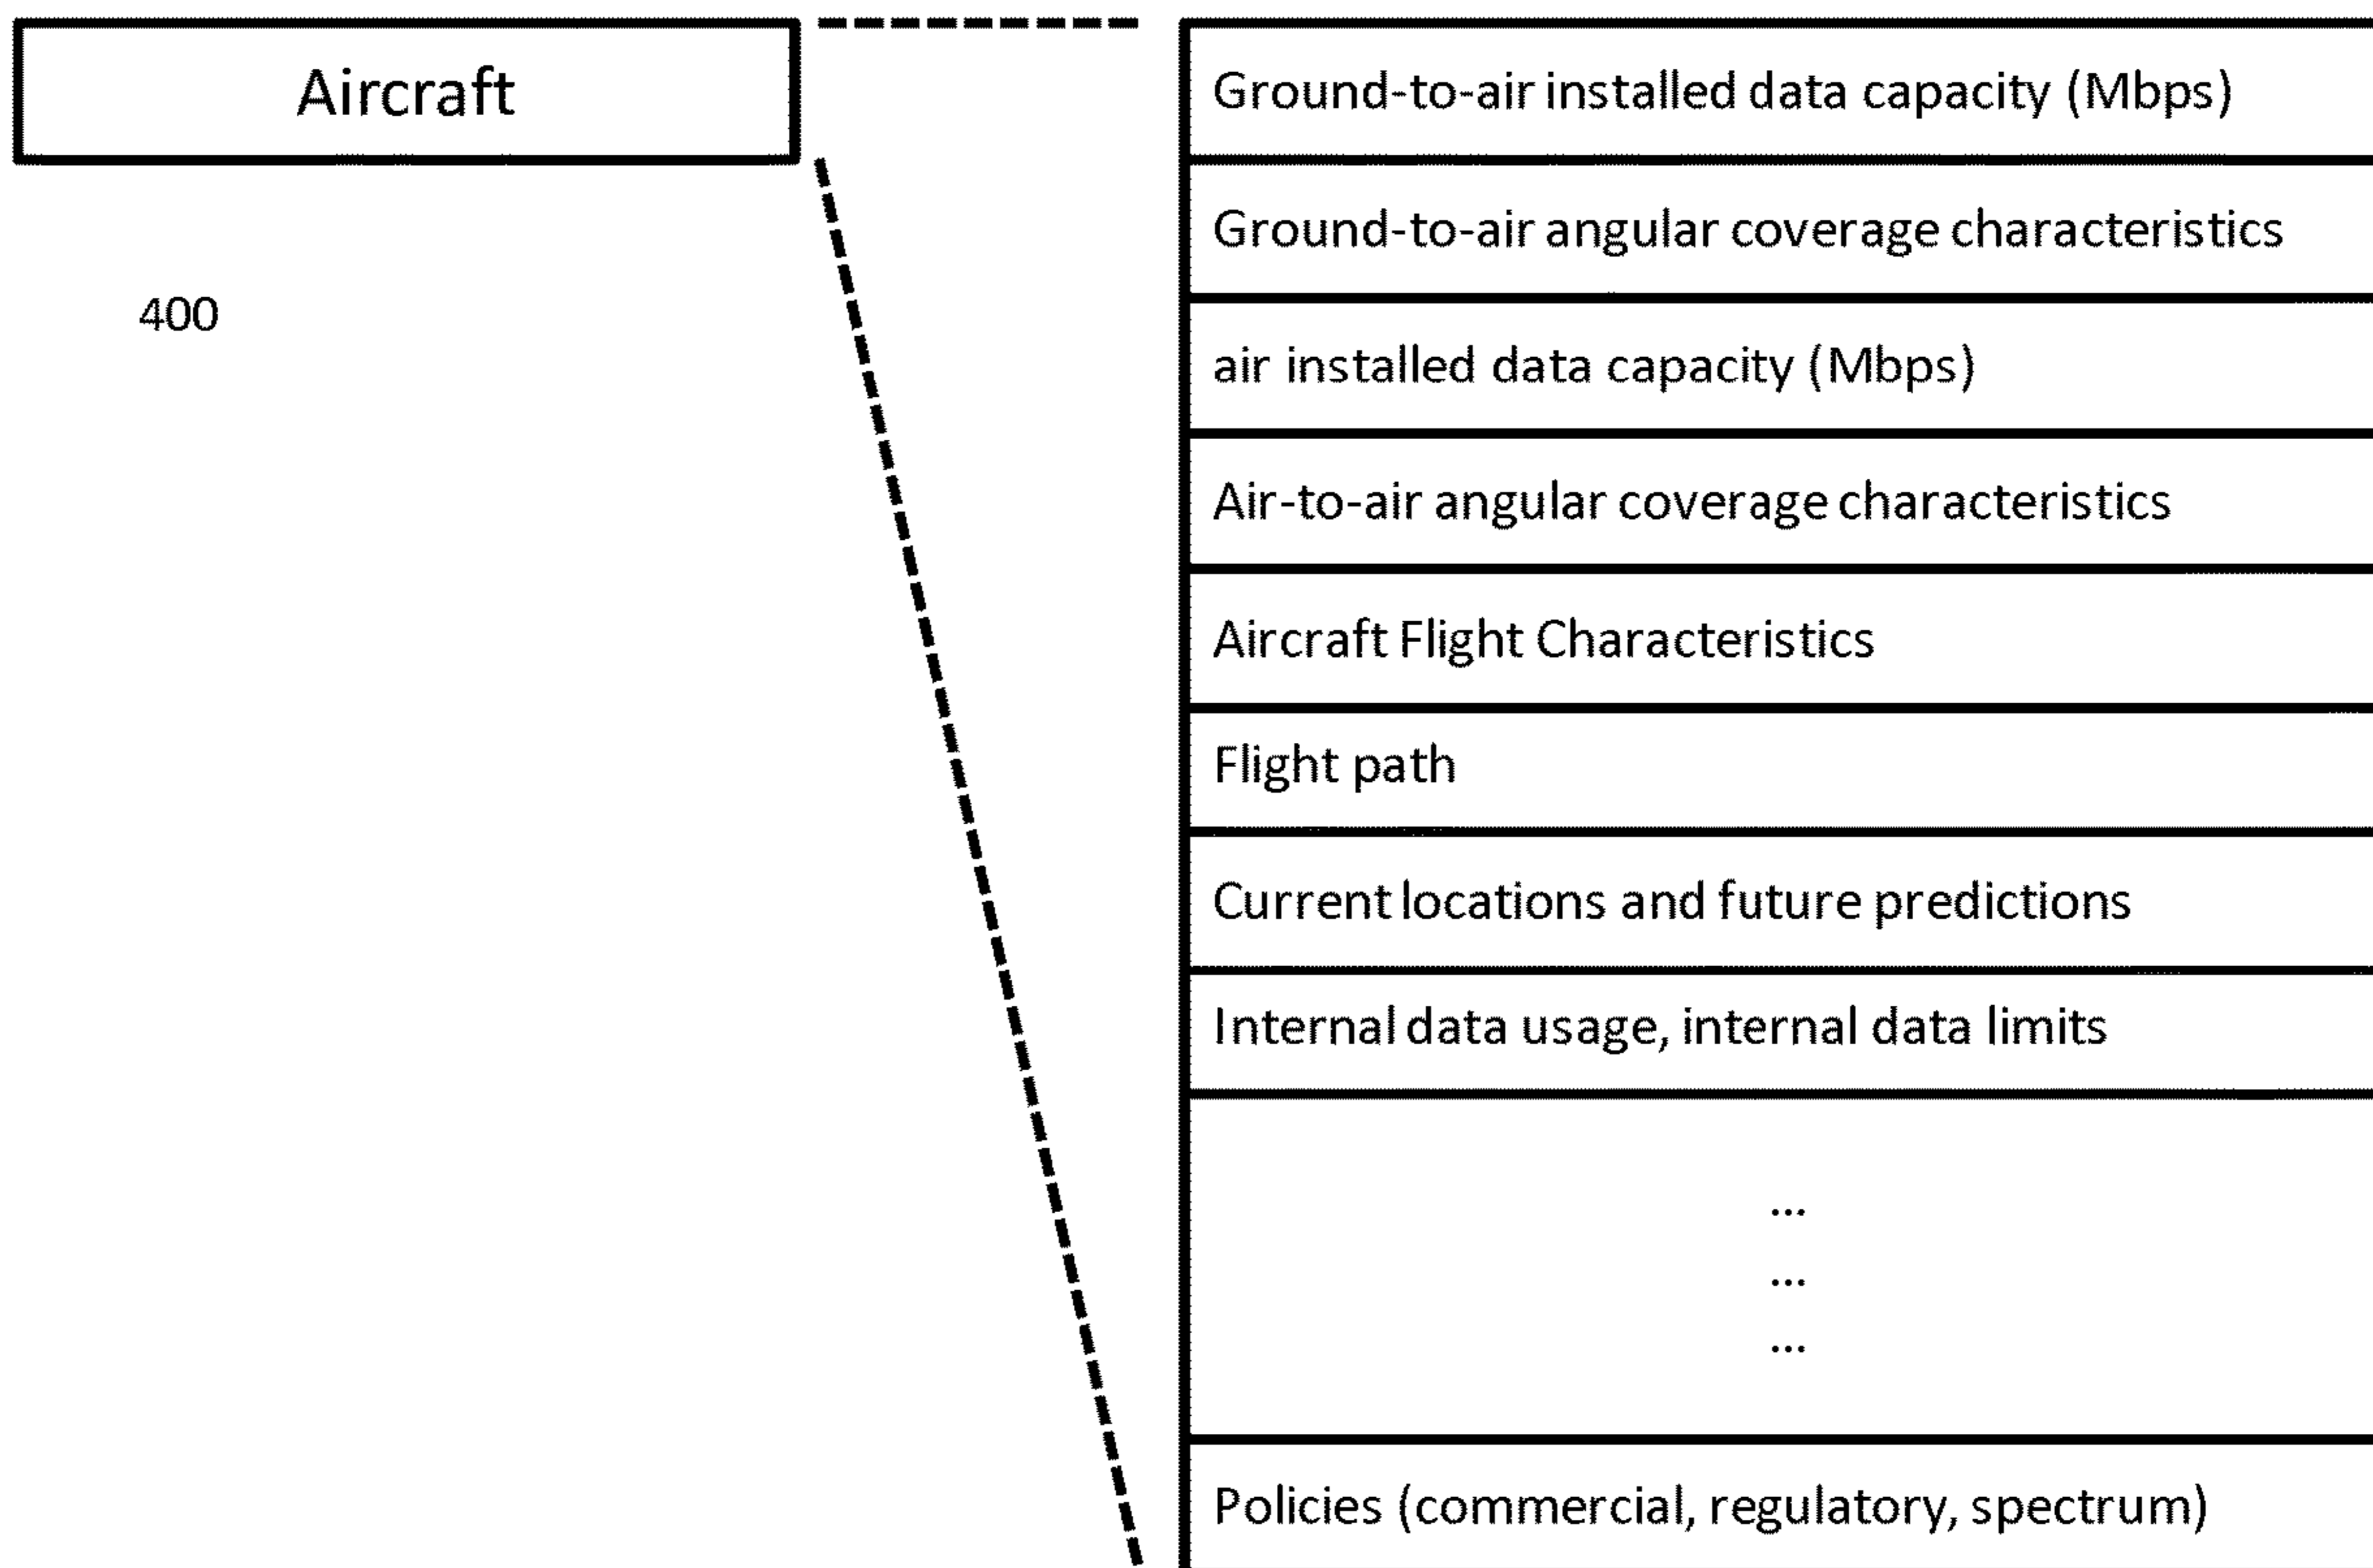 Aircraft
400
Ground-to-air installed data capacity (Mbps)
Ground-to-air angular coverage characteristics
air installed data capacity (Mbps)
Air-to-air angular coverage characteristics
Aircraft Flight Characteristics
Flight path
Current locations and future predictions
Internal data usage, internal data limits
...
...
...
Policies (commercial, regulatory, spectrum)